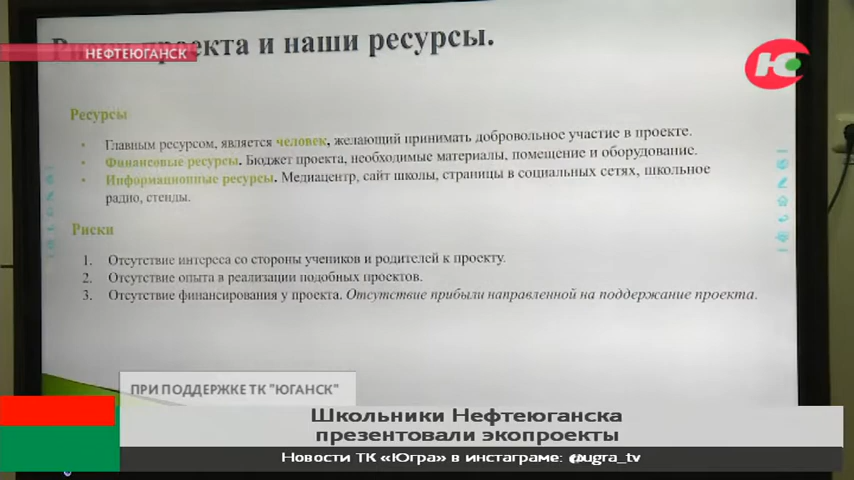 проекта и наши ресурсы.
НЕФТЕЮГАНСК
Ю
Ресурсы
• Главным ресурсом, является человек, желающий принимать добровольное участие в проекте.
• Финансовые ресурсы. Бюджет проекта, необходимые материалы, помещение и оборудование.
• Информационные ресурсы. Медиацентр, сайт школы, страницы в социальных сетях, школьное
радио, стенды.
Риски
1. Отсутствие интереса со стороны учеников и родителей к проекту.
2. Отсутствие опыта в реализации подобных проектов.
3. Отсутствие финансирования у проекта. Отсутствие прибыли направленной на поддержание проекта.
ПРИ ПОДДЕРЖКЕ ТК "ЮГАНСК"
Школьники Нефтеюганска
презентовали экопроекты
Новости ТК «Югра» в инстаграме: @ugra_tv